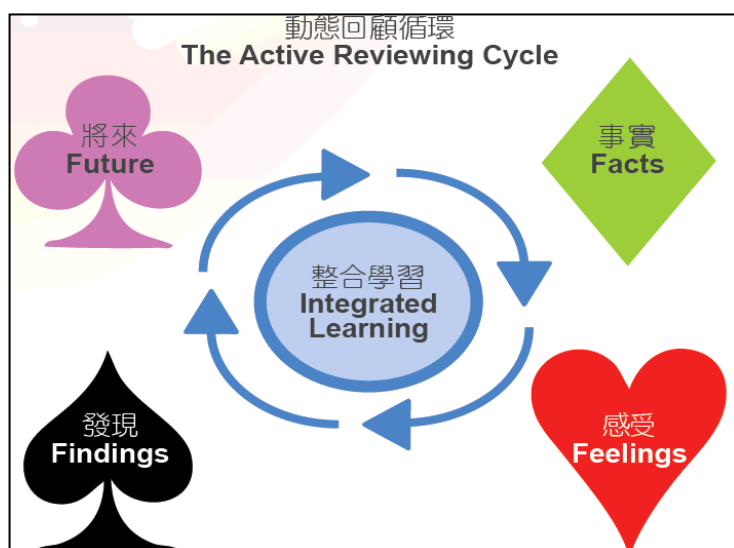 動態回顧循環
The Active Reviewing Cycle
將來
Future
事實
Facts
整合學習
Integrated
Learning
發現
Findings
感受
Feelings